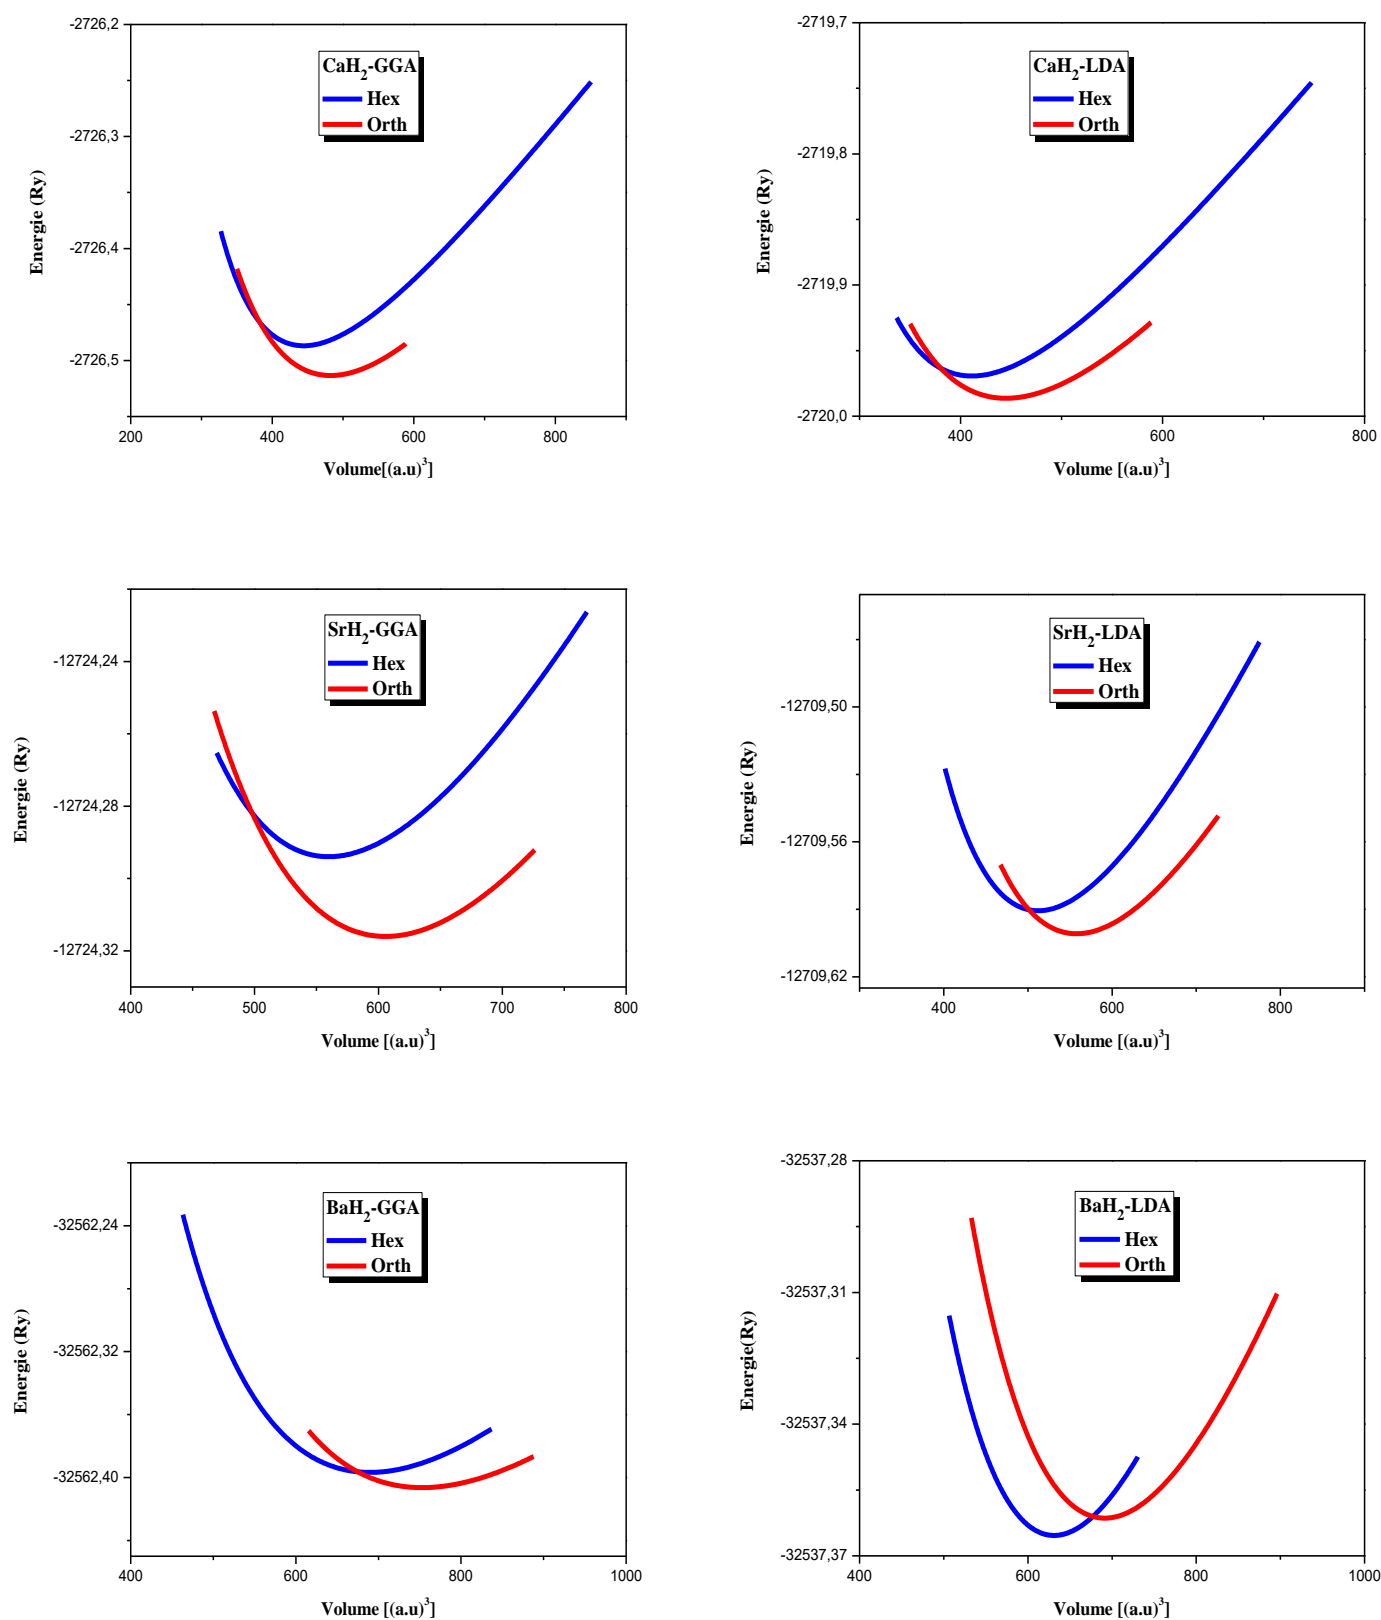 -2726,2
-2726,3
-2726,4
-2726,5
Energie (Ry)
CaH2-GGA
Hex
Orth
200 400 600 800
Volume[(a.u)^3]
-2719,7
-2719,8
-2719,9
-2720,0
Energie (Ry)
CaH2-LDA
Hex
Orth
400 600 800
Volume [(a.u)^3]
-12724,24
-12724,28
-12724,32
Energie (Ry)
SrH2-GGA
Hex
Orth
400 500 600 700 800
Volume [(a.u)^3]
-12709,50
-12709,56
-12709,62
Energie (Ry)
SrH2-LDA
Hex
Orth
400 600 800
Volume [(a.u)^3]
-32562,24
-32562,32
-32562,40
Energie (Ry)
BaH2-GGA
Hex
Orth
400 600 800 1000
Volume [(a.u)^3]
-32537,28
-32537,31
-32537,34
-32537,37
Energie(Ry)
BaH2-LDA
Hex
Orth
400 600 800 1000
Volume [(a.u)^3]